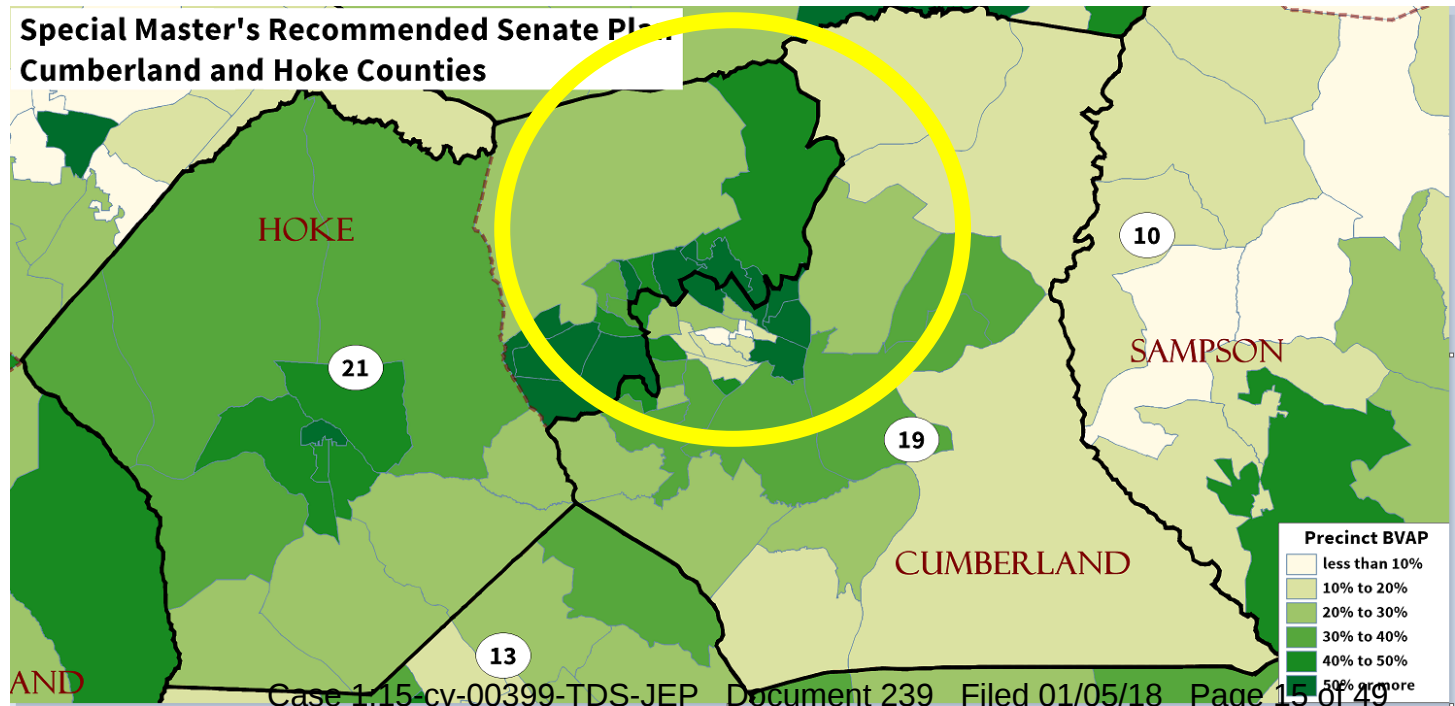 Special Master's Recommended Senate Plan
Cumberland and Hoke Counties
HOKE
10
21
SAMPSON
19
Precinct BVAP
less than 10%
10% to 20%
20% to 30%
30% to 40%
40% to 50%
50% or more
CUMBERLAND
13
AND
Case 1:15-cv-00399-TDS-JEP Document 239 Filed 01/05/18 Page 15 of 49